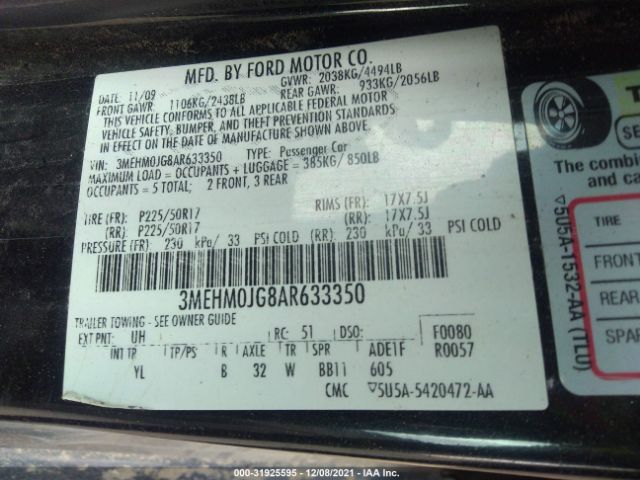 MFD. BY FORD MOTOR CO.
DATE: 11/09 GVWR: 2038KG/4494LB
FRONT GAWR: 1106KG/2438LB REAR GAWR: 933KG/2056LB
THIS VEHICLE CONFORMS TO ALL APPLICABLE FEDERAL MOTOR
VEHICLE SAFETY, BUMPER, AND THEFT PREVENTION STANDARDS
IN EFFECT ON THE DATE OF MANUFACTURE SHOWN ABOVE.
VIN: 3MEHM0JG8AR633350 TYPE: Passenger Car
MAXIMUM LOAD = OCCUPANTS + LUGGAGE = 385KG/850LB
OCCUPANTS = 5 TOTAL; 2 FRONT, 3 REAR
TIRE (FR): P225/50R17 RIMS (FR): 17X7.5J
(RR): P225/50R17 (RR): 17X7.5J
PRESSURE (FR): 230 kPa/ 33 PSI COLD (RR): 230 kPa/ 33 PSI COLD
3MEHM0JG8AR633350
TRAILER TOWING - SEE OWNER GUIDE
EXT PNT: UH RC: 51 DSO: F0080
INT TR TP/PS R AXLE TR SPR ADE1F R0057
YL B 32 W BB11 605
CMC ▽5U5A-5420472-AA
T
SE
The combin
and ca
▽5U5A-1532-AA (TLU)
TIRE
FRONT
REAR
SPAR
000-31925595 - 12/08/2021 - IAA Inc.